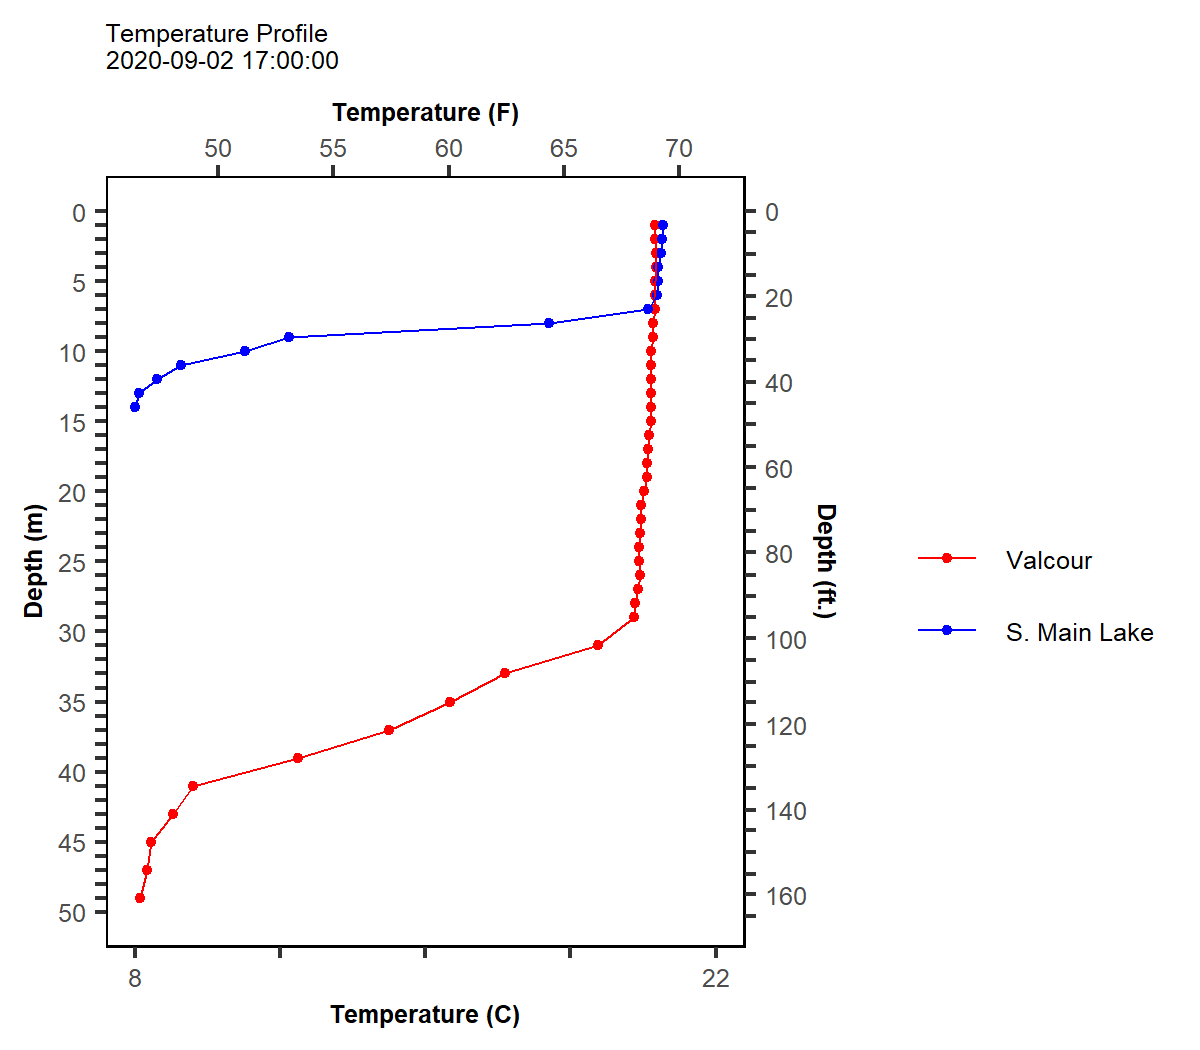 Temperature Profile
2020-09-02 17:00:00
Temperature (F)
50 55 60 65 70
0
5
10
15
20
25
30
35
40
45
50
Depth (m)
0
20
40
60
80
100
120
140
160
Depth (ft.)
8 22
Temperature (C)
Valcour
S. Main Lake